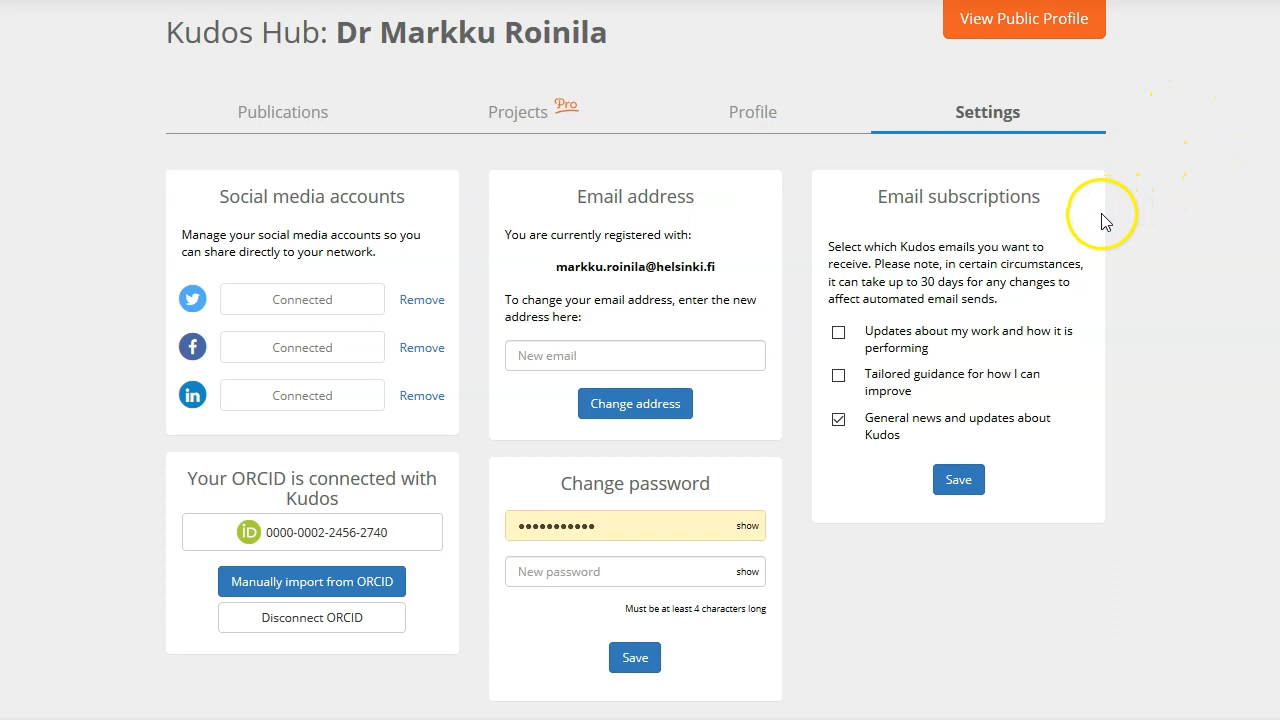 Kudos Hub: Dr Markku Roinila
View Public Profile
Publications
Projects Pro
Profile
Settings
Social media accounts
Manage your social media accounts so you
can share directly to your network.
Connected Remove
Connected Remove
Connected Remove
Your ORCID is connected with
Kudos
iD 0000-0002-2456-2740
Manually import from ORCID
Disconnect ORCID
Email address
You are currently registered with:
markku.roinila@helsinki.fi
To change your email address, enter the new
address here:
New email
Change address
Change password
••••••••••• show
New password show
Must be at least 4 characters long
Save
Email subscriptions
Select which Kudos emails you want to
receive. Please note, in certain circumstances,
it can take up to 30 days for any changes to
affect automated email sends.
Updates about my work and how it is
performing
Tailored guidance for how I can
improve
General news and updates about
Kudos
Save